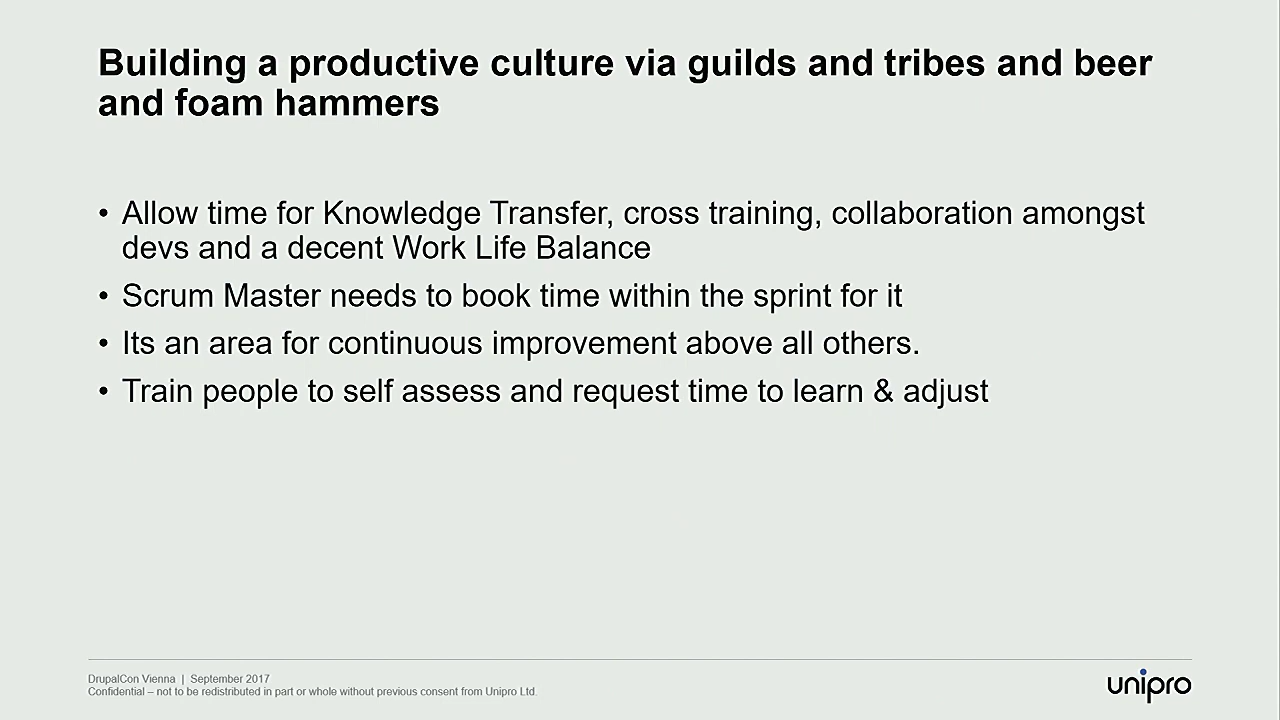 Building a productive culture via guilds and tribes and beer
and foam hammers
• Allow time for Knowledge Transfer, cross training, collaboration amongst
devs and a decent Work Life Balance
• Scrum Master needs to book time within the sprint for it
• Its an area for continuous improvement above all others.
• Train people to self assess and request time to learn & adjust
DrupalCon Vienna | September 2017
Confidential – not to be redistributed in part or whole without previous consent from Unipro Ltd.
unipro